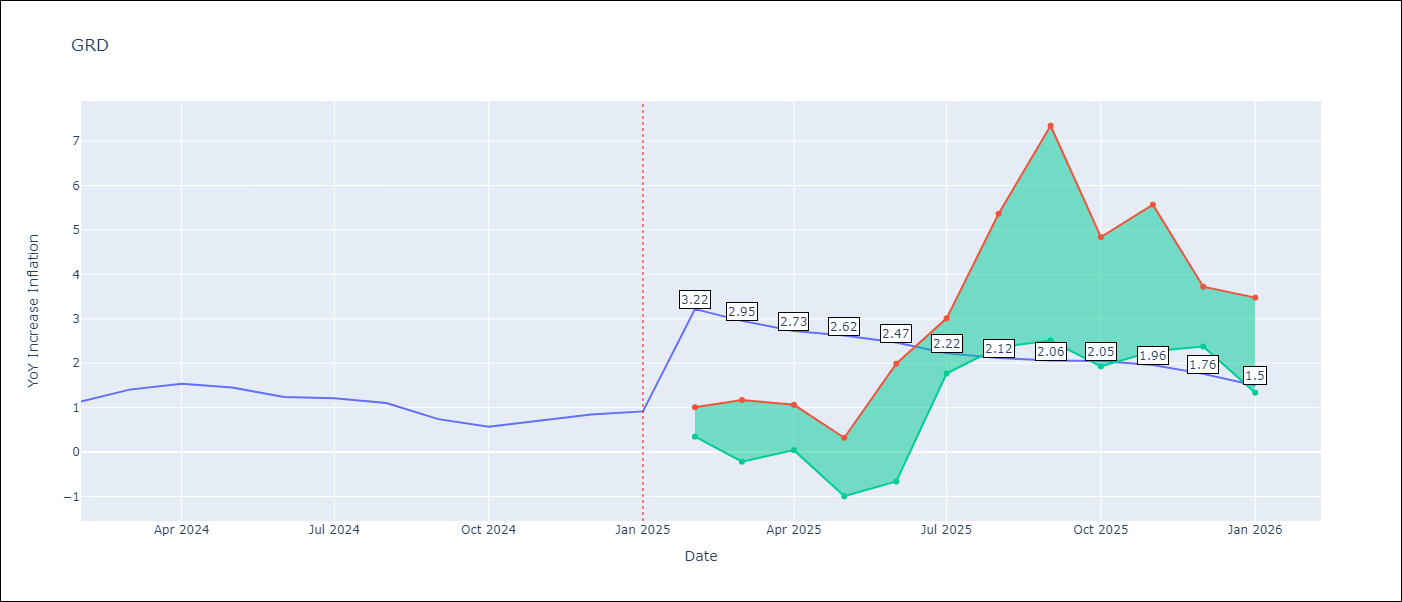 GRD
YoY Increase Inflation
7
6
5
4
3
2
1
0
−1
3.22
2.95
2.73
2.62
2.47
2.22
2.12
2.06
2.05
1.96
1.76
1.5
Apr 2024
Jul 2024
Oct 2024
Jan 2025
Apr 2025
Jul 2025
Oct 2025
Jan 2026
Date